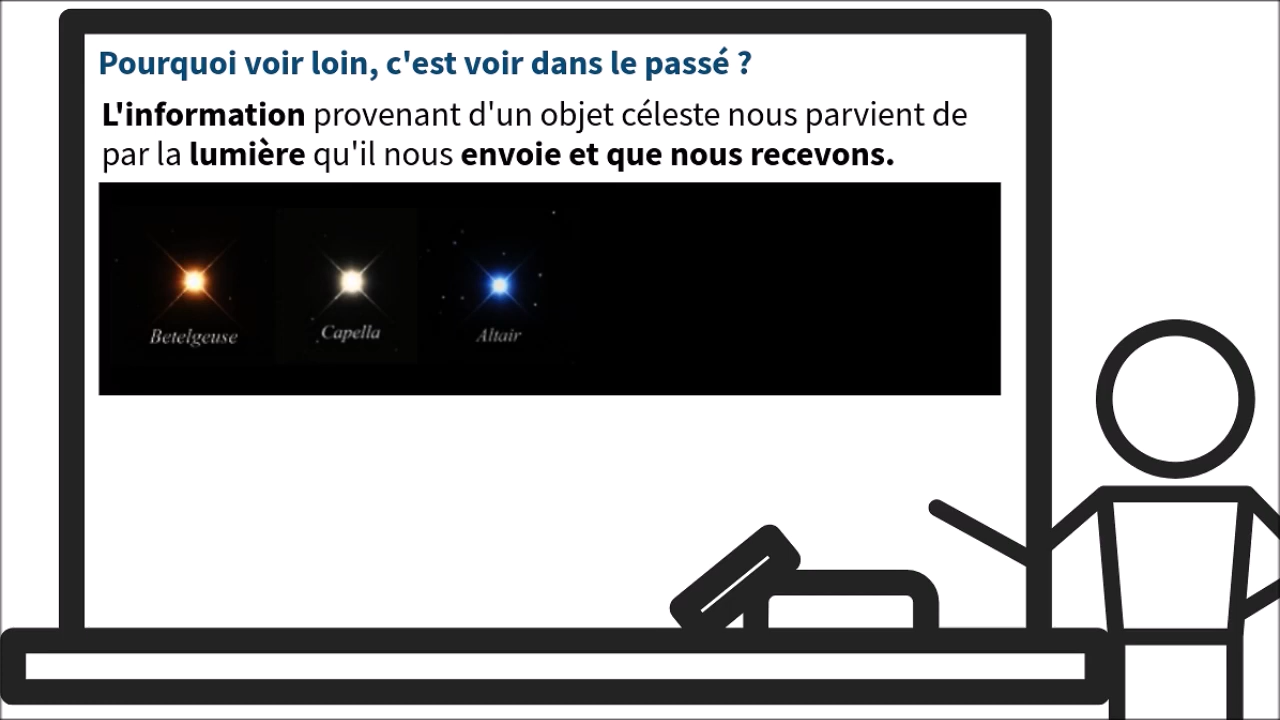 Pourquoi voir loin, c'est voir dans le passé ?
L'information provenant d'un objet céleste nous parvient de
par la lumière qu'il nous envoie et que nous recevons.
Betelgeuse Capella Altair